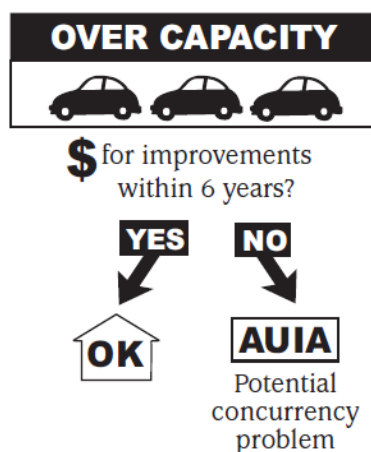 OVER CAPACITY
$ for improvements
within 6 years?
YES NO
OK AUIA
Potential
concurrency
problem